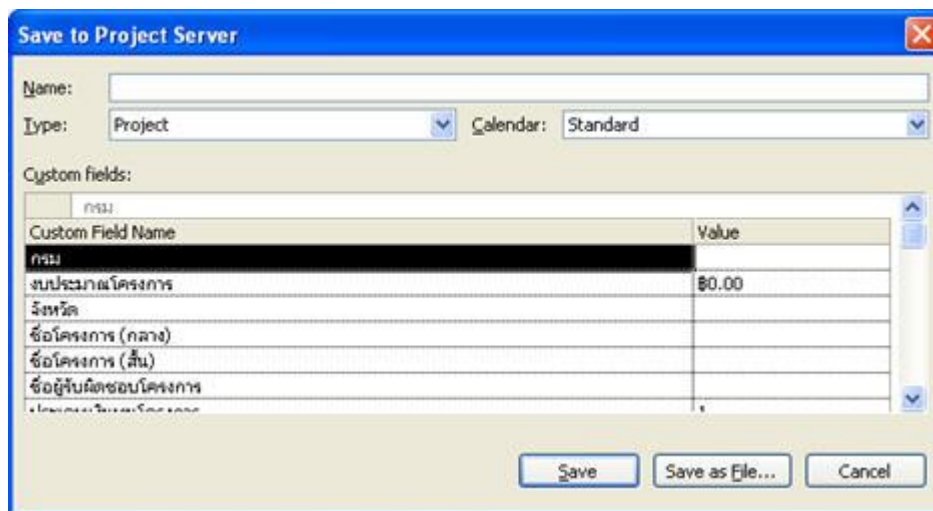 Save to Project Server
Name:
Type: Project Calendar: Standard
Custom fields:
กรม
Custom Field Name Value
กรม
งบประมาณโครงการ ฿0.00
จังหวัด
ชื่อโครงการ (กลาง)
ชื่อโครงการ (สั้น)
ชื่อผู้รับผิดชอบโครงการ
Save Save as File... Cancel